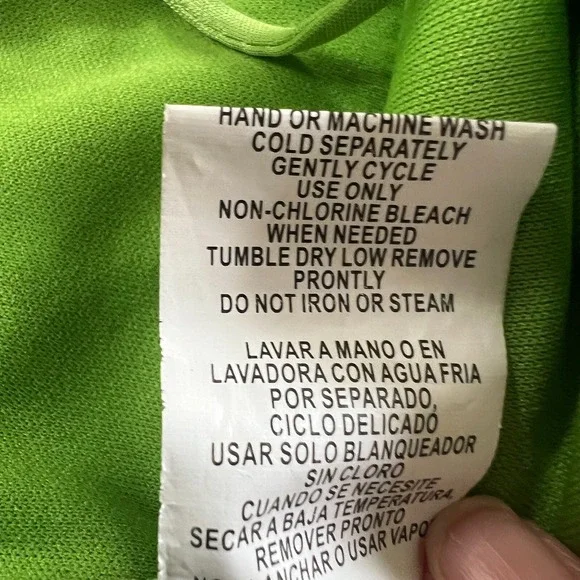 HAND OR MACHINE WASH
COLD SEPARATELY
GENTLY CYCLE
USE ONLY
NON-CHLORINE BLEACH
WHEN NEEDED
TUMBLE DRY LOW REMOVE
PRONTLY
DO NOT IRON OR STEAM
LAVAR A MANO O EN
LAVADORA CON AGUA FRIA
POR SEPARADO,
CICLO DELICADO
USAR SOLO BLANQUEADOR
SIN CLORO
CUANDO SE NECESITE
SECAR A BAJA TEMPERATURA,
REMOVER PRONTO
O USAR